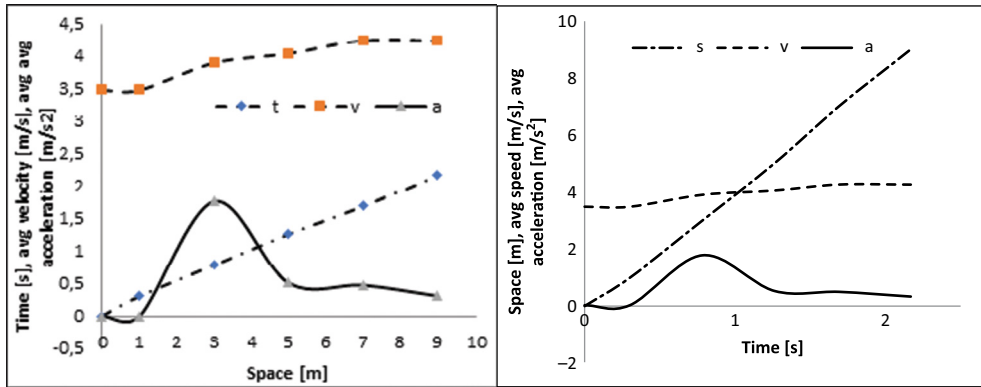 Time [s], avg velocity [m/s], avg avg
acceleration [m/s2]
4,5
4
3,5
3
2,5
2
1,5
1
0,5
0
-0,5
t v a
0 1 2 3 4 5 6 7 8 9 10
Space [m]
Space [m], avg speed [m/s], avg
acceleration [m/s²]
10
8
6
4
2
0
–2
s v a
0 1 2
Time [s]